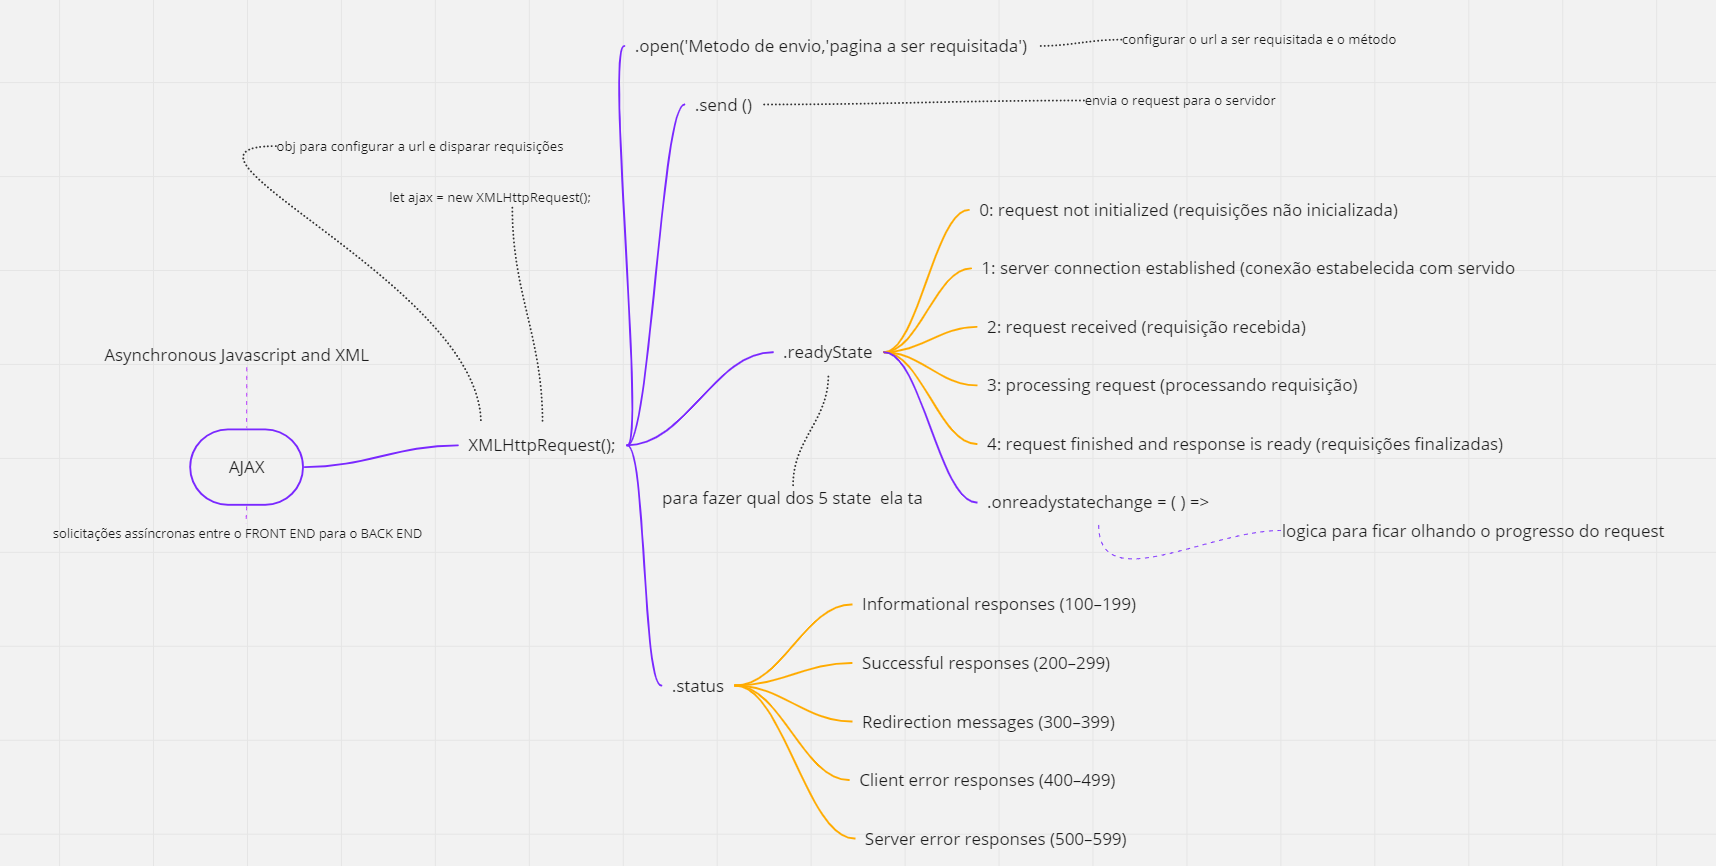 .open('Metodo de envio,'pagina a ser requisitada')
configurar o url a ser requisitada e o método
.send ()
envia o request para o servidor
obj para configurar a url e disparar requisições
let ajax = new XMLHttpRequest();
0: request not initialized (requisições não inicializada)
1: server connection established (conexão estabelecida com servido
2: request received (requisição recebida)
Asynchronous Javascript and XML
.readyState
3: processing request (processando requisição)
XMLHttpRequest();
4: request finished and response is ready (requisições finalizadas)
AJAX
para fazer qual dos 5 state  ela ta
.onreadystatechange = ( ) =>
solicitações assíncronas entre o FRONT END para o BACK END
logica para ficar olhando o progresso do request
Informational responses (100–199)
Successful responses (200–299)
.status
Redirection messages (300–399)
Client error responses (400–499)
Server error responses (500–599)